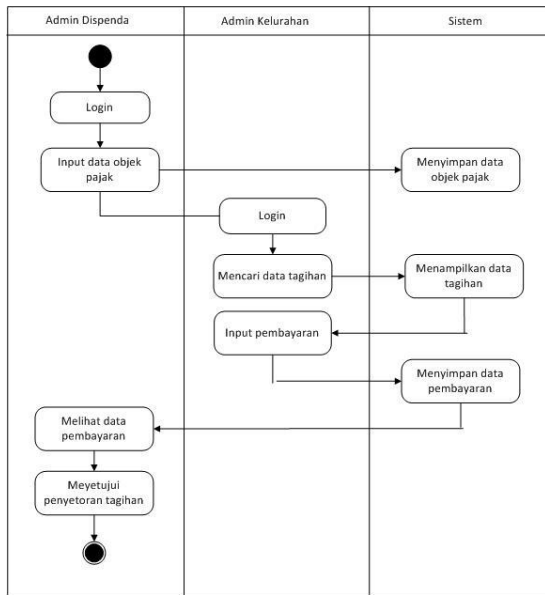 Admin Dispenda
Admin Kelurahan
Sistem
Login
Input data objek
pajak
Menyimpan data
objek pajak
Login
Mencari data tagihan
Menampilkan data
tagihan
Input pembayaran
Menyimpan data
pembayaran
Melihat data
pembayaran
Meyetujui
penyetoran tagihan